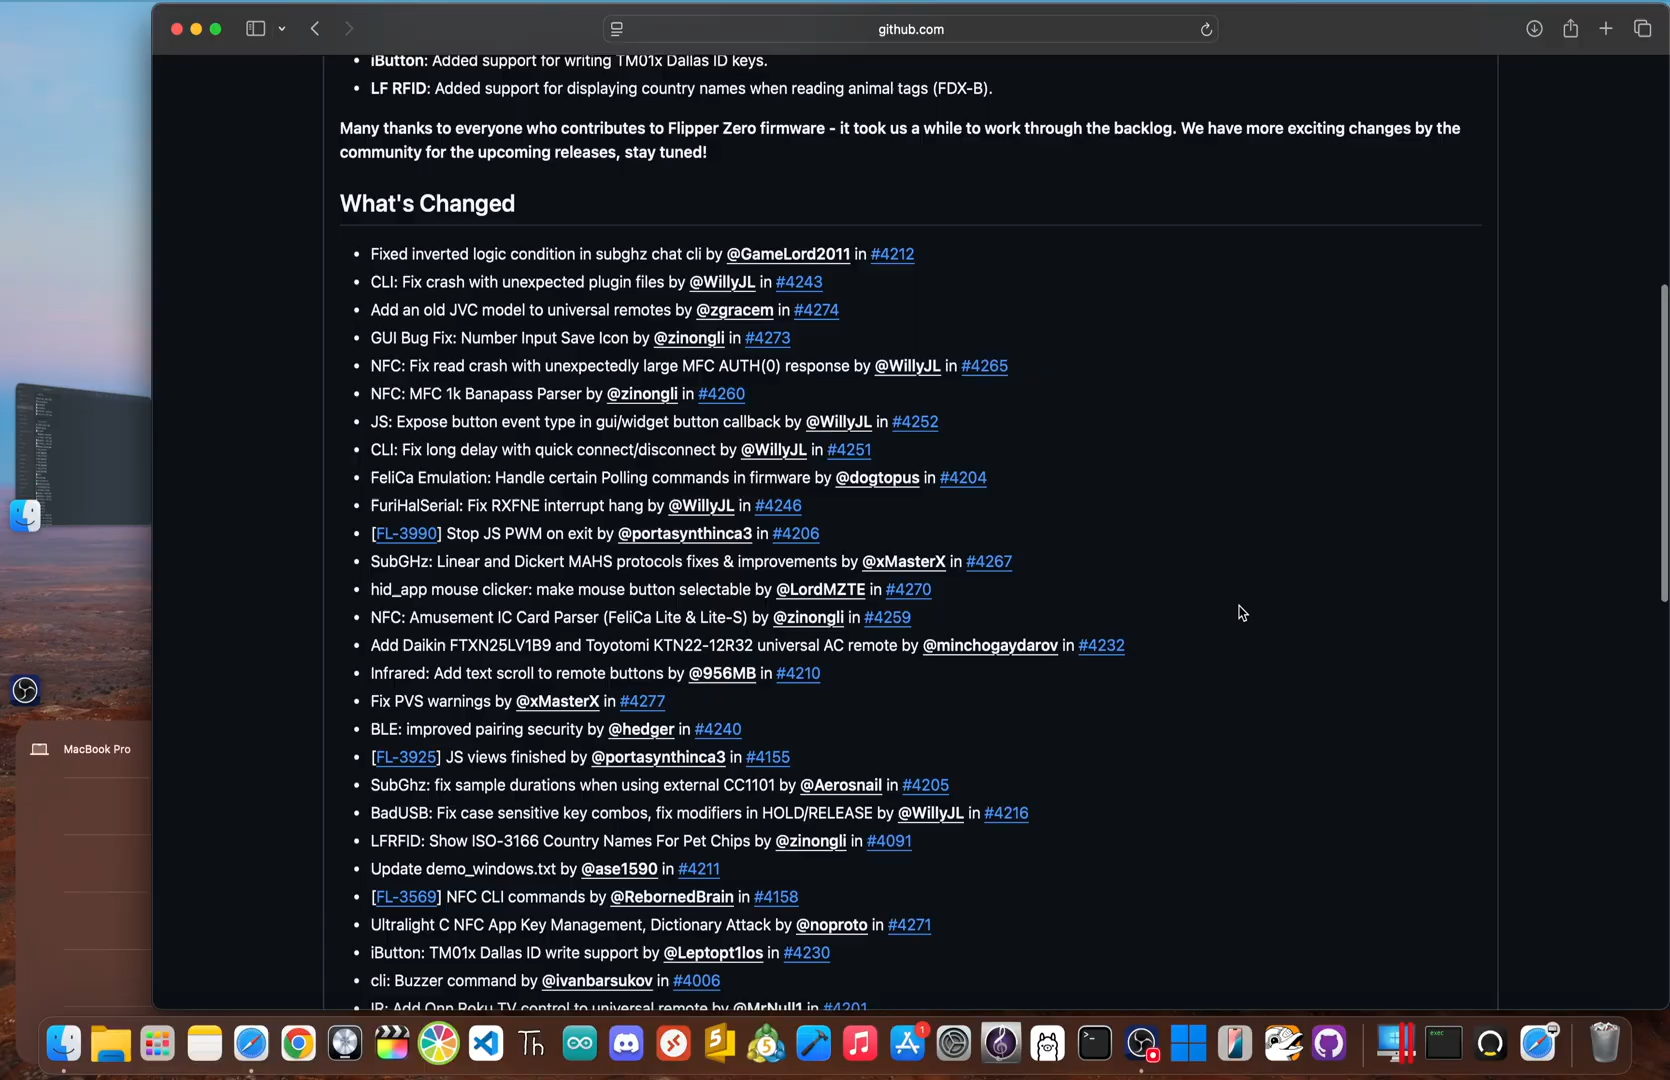 github.com
• iButton: Added support for writing TM01x Dallas ID keys.
• LF RFID: Added support for displaying country names when reading animal tags (FDX-B).
Many thanks to everyone who contributes to Flipper Zero firmware - it took us a while to work through the backlog. We have more exciting changes by the
community for the upcoming releases, stay tuned!
What's Changed
• Fixed inverted logic condition in subghz chat cli by @GameLord2011 in #4212
• CLI: Fix crash with unexpected plugin files by @WillyJL in #4243
• Add an old JVC model to universal remotes by @zgracem in #4274
• GUI Bug Fix: Number Input Save Icon by @zinongli in #4273
• NFC: Fix read crash with unexpectedly large MFC AUTH(0) response by @WillyJL in #4265
• NFC: MFC 1k Banapass Parser by @zinongli in #4260
• JS: Expose button event type in gui/widget button callback by @WillyJL in #4252
• CLI: Fix long delay with quick connect/disconnect by @WillyJL in #4251
• FeliCa Emulation: Handle certain Polling commands in firmware by @dogtopus in #4204
• FuriHalSerial: Fix RXFNE interrupt hang by @WillyJL in #4246
• [FL-3990] Stop JS PWM on exit by @portasynthinca3 in #4206
• SubGHz: Linear and Dickert MAHS protocols fixes & improvements by @xMasterX in #4267
• hid_app mouse clicker: make mouse button selectable by @LordMZTE in #4270
• NFC: Amusement IC Card Parser (FeliCa Lite & Lite-S) by @zinongli in #4259
• Add Daikin FTXN25LV1B9 and Toyotomi KTN22-12R32 universal AC remote by @minchogaydarov in #4232
• Infrared: Add text scroll to remote buttons by @956MB in #4210
• Fix PVS warnings by @xMasterX in #4277
• BLE: improved pairing security by @hedger in #4240
• [FL-3925] JS views finished by @portasynthinca3 in #4155
• SubGhz: fix sample durations when using external CC1101 by @Aerosnail in #4205
• BadUSB: Fix case sensitive key combos, fix modifiers in HOLD/RELEASE by @WillyJL in #4216
• LFRFID: Show ISO-3166 Country Names For Pet Chips by @zinongli in #4091
• Update demo_windows.txt by @ase1590 in #4211
• [FL-3569] NFC CLI commands by @RebornedBrain in #4158
• Ultralight C NFC App Key Management, Dictionary Attack by @noproto in #4271
• iButton: TM01x Dallas ID write support by @Leptopt1los in #4230
• cli: Buzzer command by @ivanbarsukov in #4006
• IR: Add Onn Roku TV control to universal remote by @MrNull1 in #4201
MacBook Pro
Th
5
5
1
exec